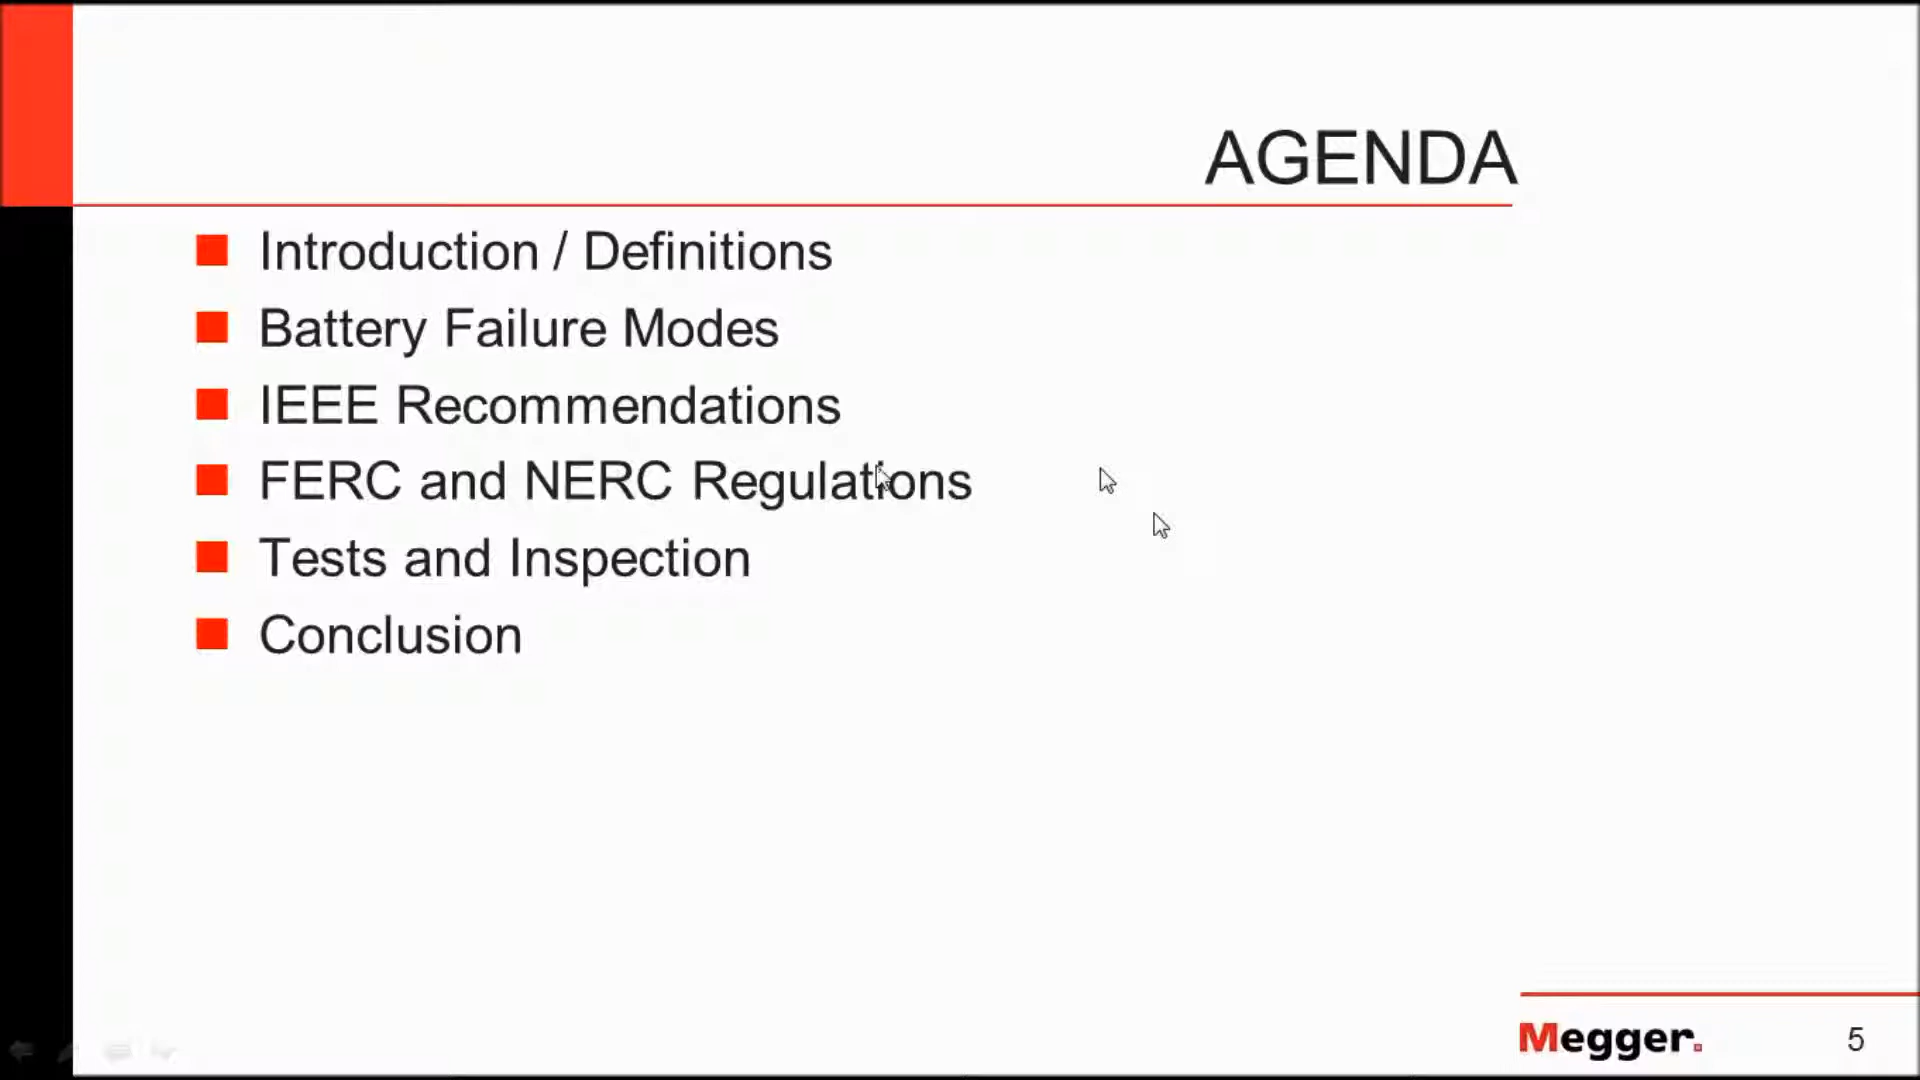 AGENDA
Introduction / Definitions
Battery Failure Modes
IEEE Recommendations
FERC and NERC Regulations
Tests and Inspection
Conclusion
Megger.
5